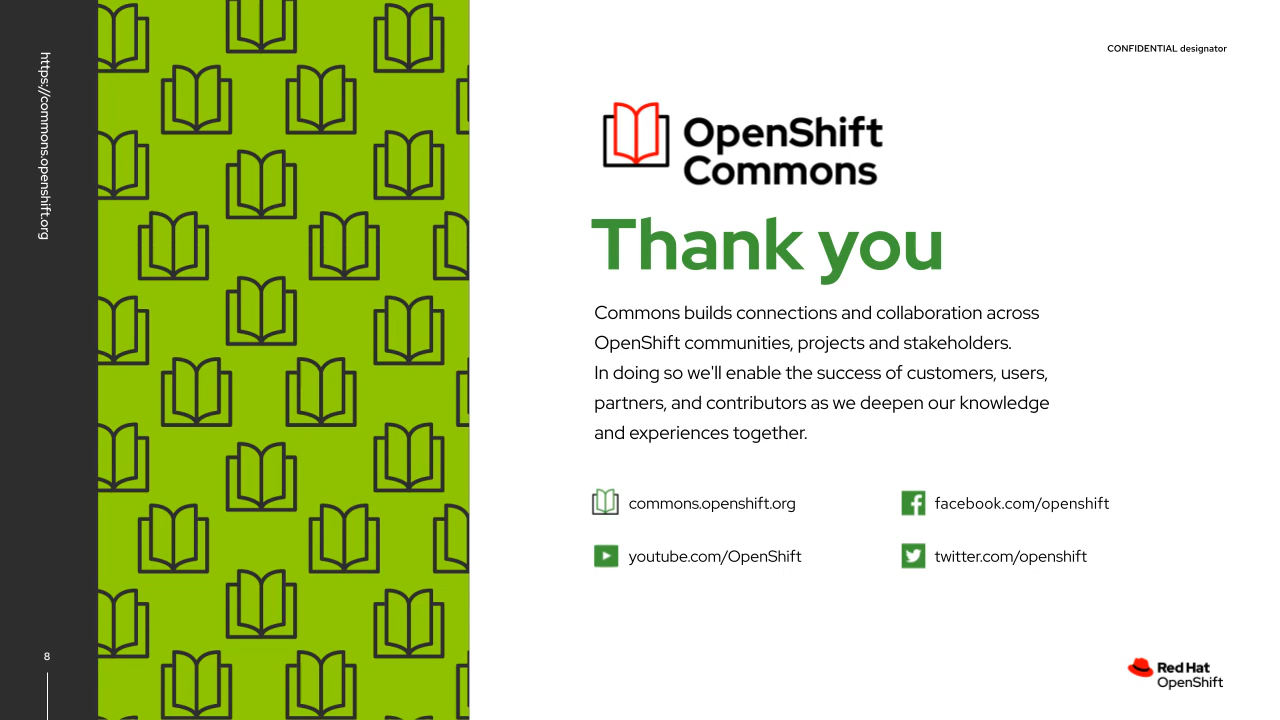 https://commons.openshift.org
CONFIDENTIAL designator
OpenShift
Commons
Thank you
Commons builds connections and collaboration across
OpenShift communities, projects and stakeholders.
In doing so we'll enable the success of customers, users,
partners, and contributors as we deepen our knowledge
and experiences together.
commons.openshift.org
facebook.com/openshift
youtube.com/OpenShift
twitter.com/openshift
8
Red Hat
OpenShift